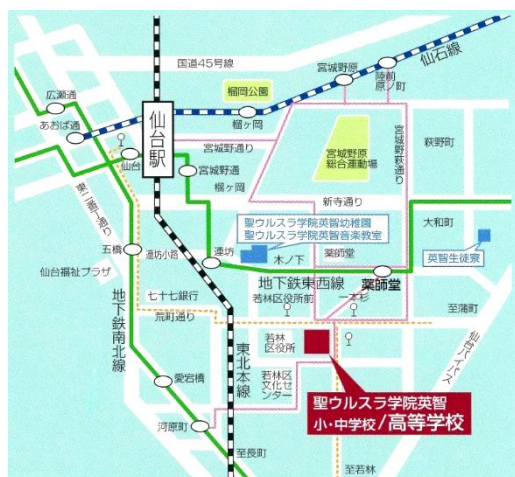 国道45号線
宮城野原
陸前
原ノ町
仙石線
広瀬通
あおば通
榴岡公園
榴ヶ岡
仙台駅
仙台
宮城野通り
宮城野通
榴ヶ岡
宮城野原
総合運動場
宮城野萩通り
萩野町
東二番丁通り
新寺通り
聖ウルスラ学院英智幼稚園
聖ウルスラ学院英智音楽教室
薬師堂
大和町
英智生徒寮
五橋
連坊小路
連坊
木ノ下
地下鉄東西線
薬師堂
仙台福祉プラザ
七十七銀行
若林区役所前
一本杉
至蒲町
地下鉄南北線
荒町通り
東北本線
若林
区役所
仙台バイパス
愛宕橋
若林区
文化セ
ンター
聖ウルスラ学院英智
小・中学校/高等学校
河原町
至長町
至若林